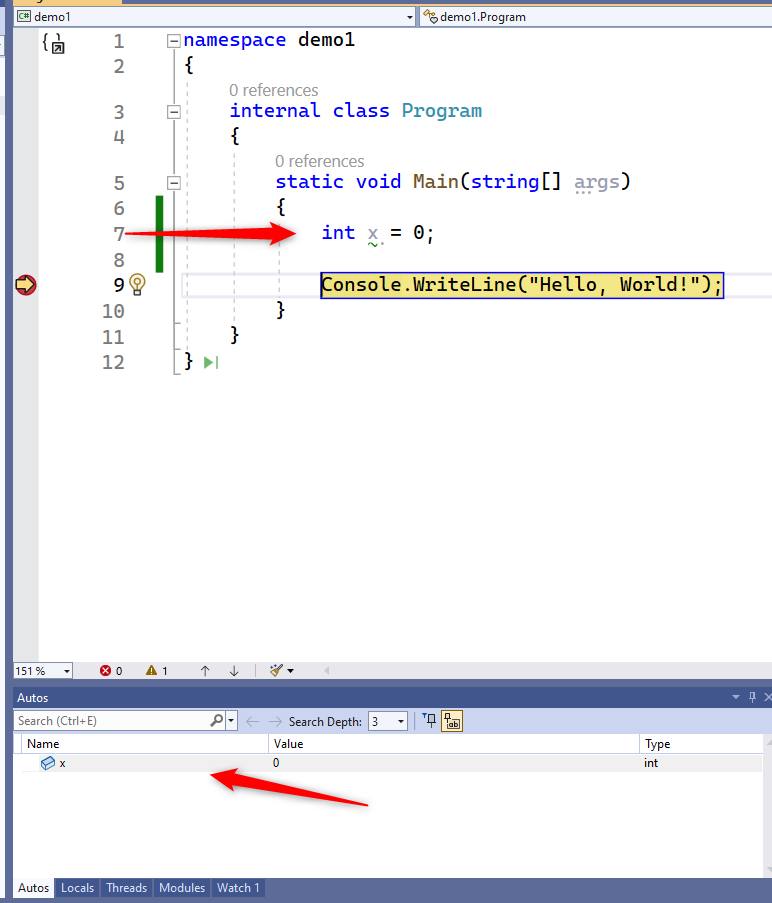 C# demo1 demo1.Program
1 namespace demo1
2 {
0 references
3 internal class Program
4 {
0 references
5 static void Main(string[] args)
6 {
7 int x = 0;
8
9 Console.WriteLine("Hello, World!");
10 }
11 }
12 }
151 % 0 1
Autos
Search (Ctrl+E) Search Depth: 3
Name Value Type
x 0 int
Autos Locals Threads Modules Watch 1